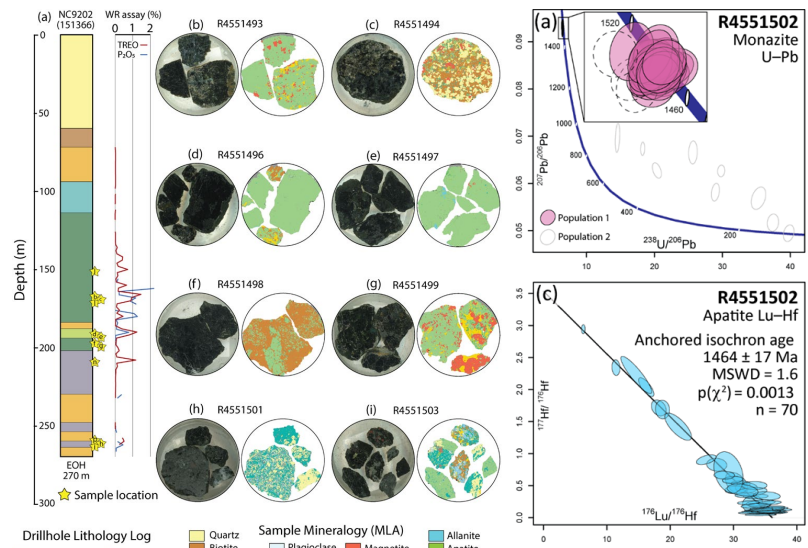 (a)
NC9202
(151366)
WR assay (%)
0 1 2
TREO
P₂O₅
0
50
100
150
200
250
300
Depth (m)
EOH
270 m
Sample location
(b) R4551493
(c) R4551494
(d) R4551496
(e) R4551497
(f) R4551498
(g) R4551499
(h) R4551501
(i) R4551503
Drillhole Lithology Log
Sample Mineralogy (MLA)
Quartz
Biotite
Plagioclase
Magnetite
Allanite
Apatite
(a)
R4551502
Monazite
U–Pb
1520
1460
1400
1200
1000
800
600
400
200
0.09
0.08
0.07
0.06
0.05
²⁰⁷Pb/²⁰⁶Pb
Population 1
Population 2
²³⁸U/²⁰⁶Pb
10 20 30 40
(c)
R4551502
Apatite Lu–Hf
Anchored isochron age
1464 ± 17 Ma
MSWD = 1.6
p(χ²) = 0.0013
n = 70
3.5
3.0
2.5
2.0
1.5
1.0
0.5
0.0
¹⁷⁷Hf/ ¹⁷⁶Hf
¹⁷⁶Lu/¹⁷⁶Hf
0 10 20 30 40